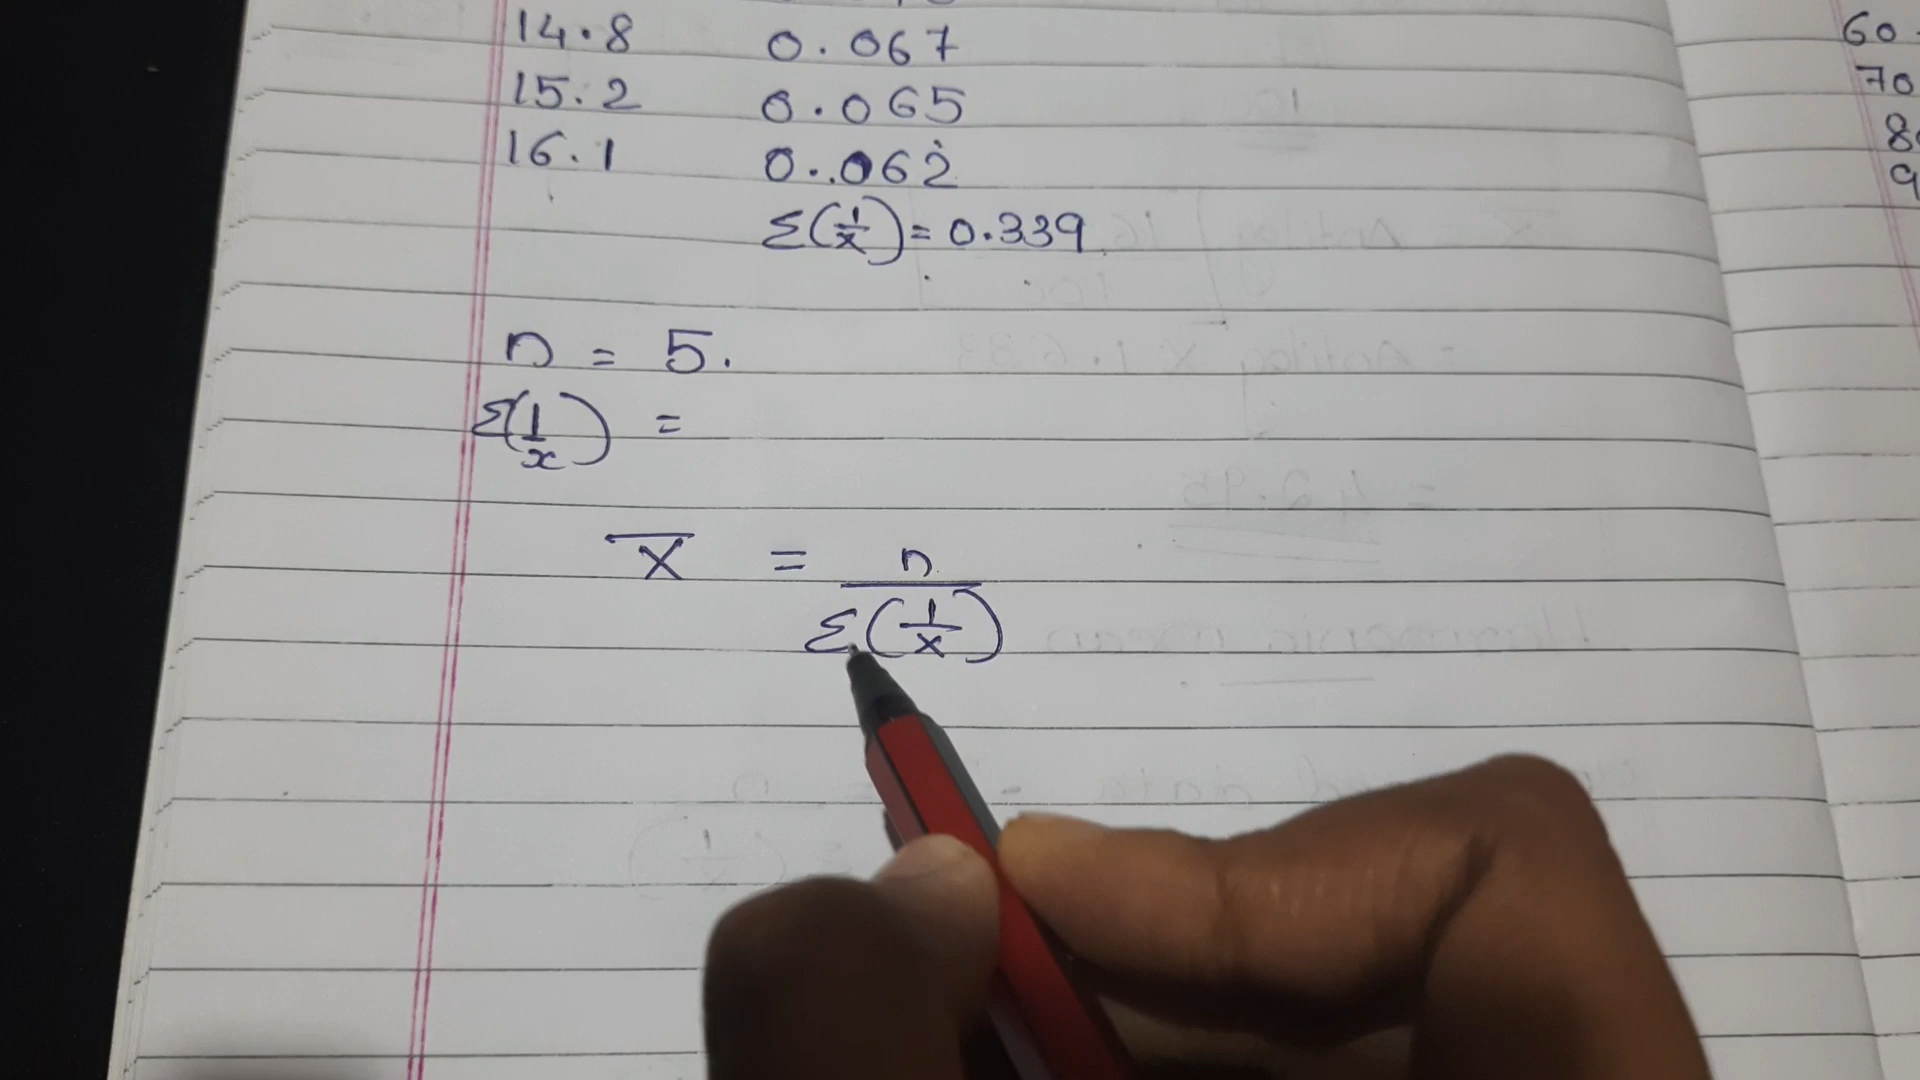 14.8 0.067
15.2 0.065
16.1 0.062
Σ(1/x) = 0.339
n = 5.
Σ(1/x) =
X̅ = n / Σ(1/x)
60
70